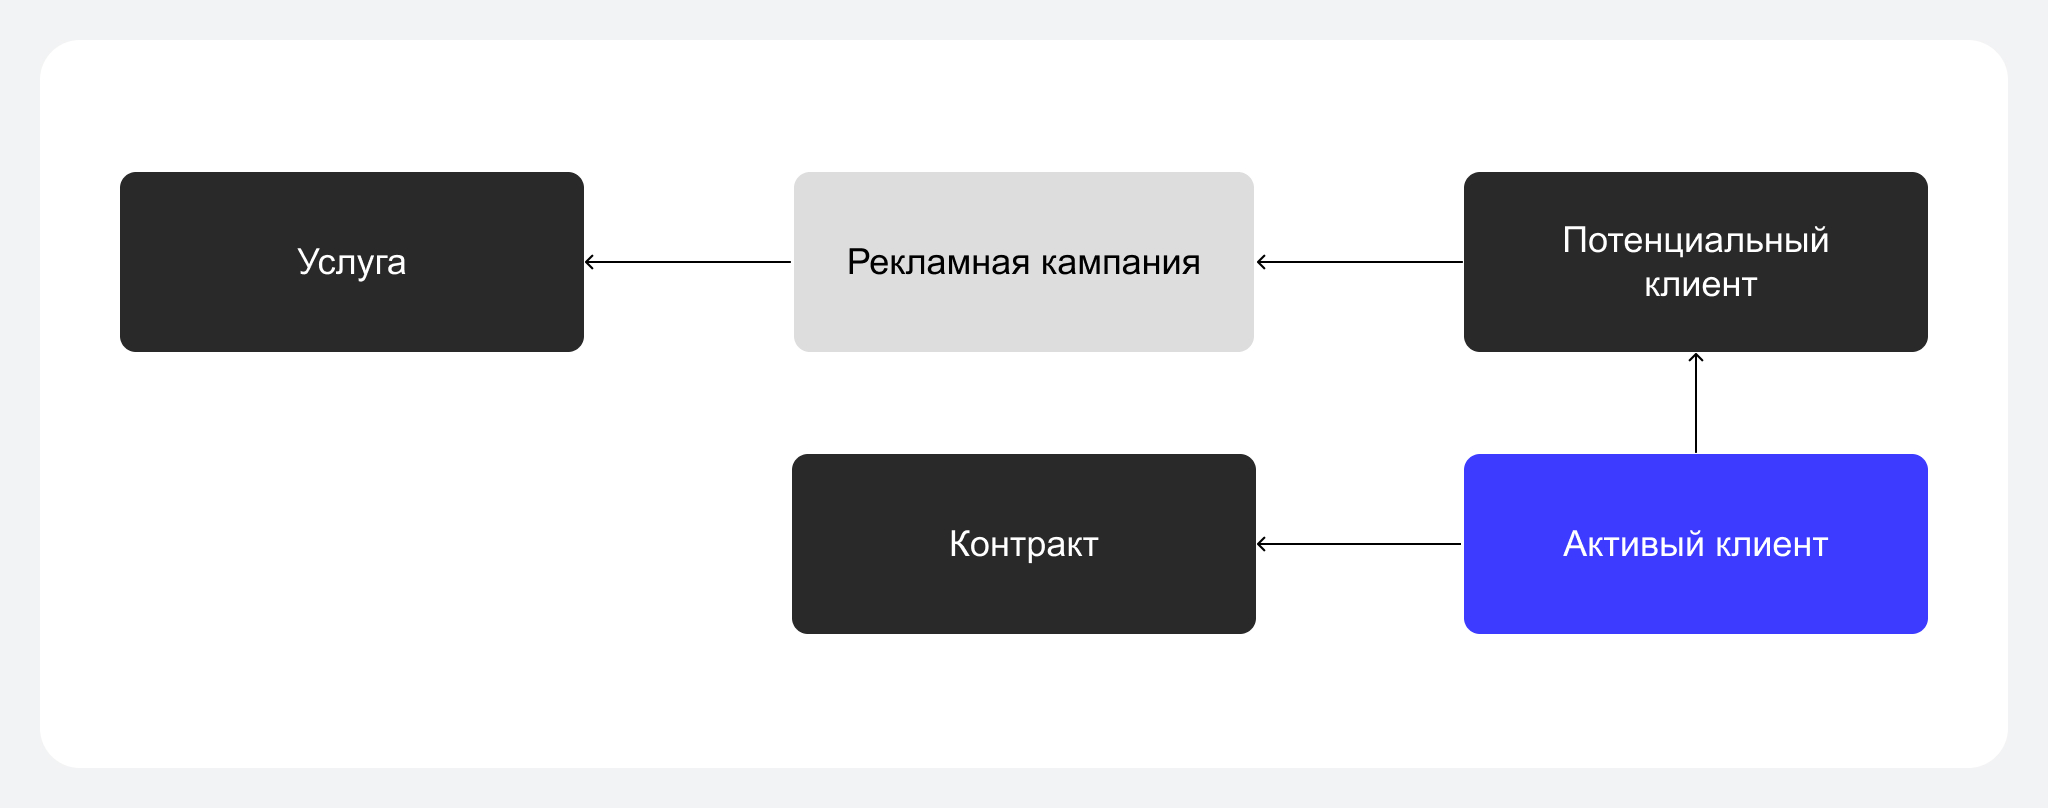 Услуга
Рекламная кампания
Потенциальный
клиент
Контракт
Активый клиент